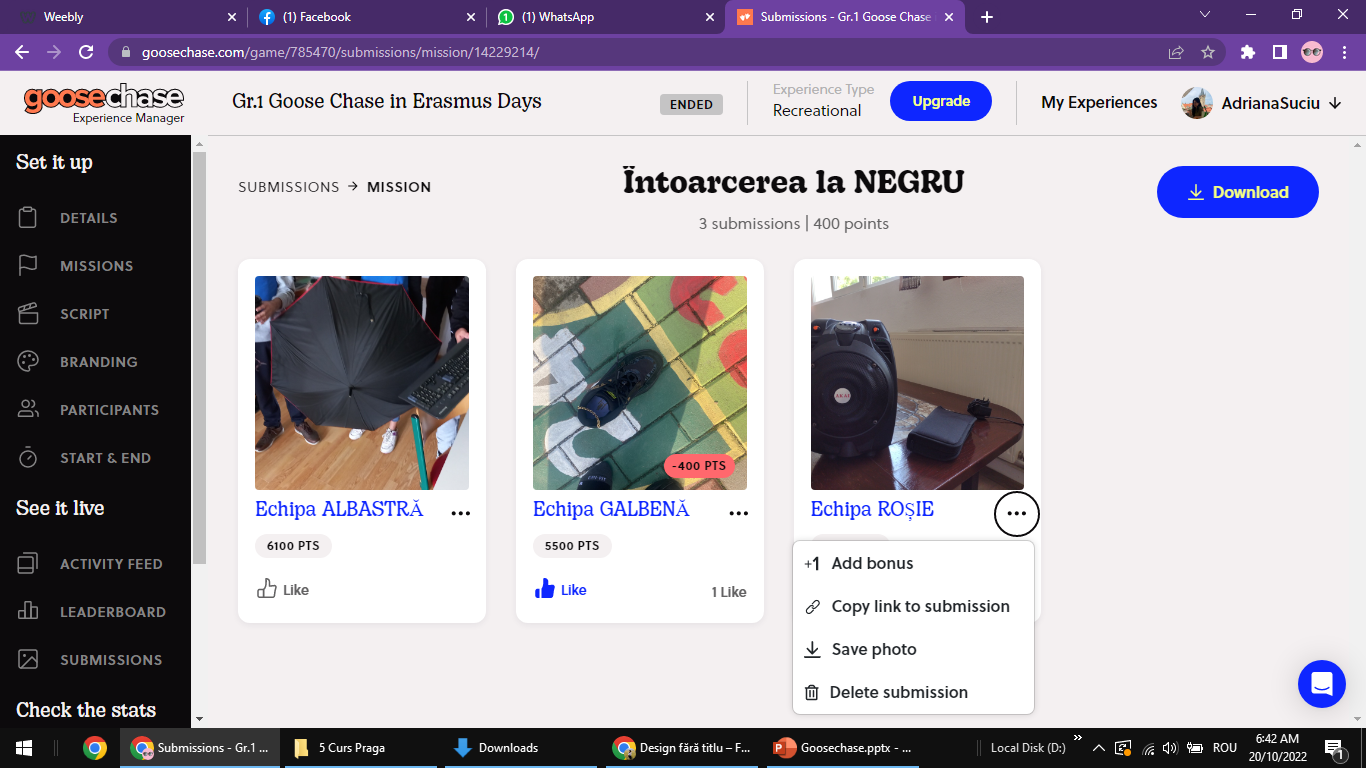 Weebly
(1) Facebook
(1) WhatsApp
Submissions - Gr.1 Goose Chase
goosechase.com/game/785470/submissions/mission/14229214/
goosechase
Experience Manager
Gr.1 Goose Chase in Erasmus Days
ENDED
Experience Type
Recreational
Upgrade
My Experiences
AdrianaSuciu
Set it up
DETAILS
MISSIONS
SCRIPT
BRANDING
PARTICIPANTS
START & END
See it live
ACTIVITY FEED
LEADERBOARD
SUBMISSIONS
Check the stats
SUBMISSIONS → MISSION
Întoarcerea la NEGRU
3 submissions | 400 points
Download
Echipa ALBASTRĂ
6100 PTS
Like
-400 PTS
Echipa GALBENĂ
5500 PTS
Like
1 Like
AKAI
Echipa ROȘIE
+1 Add bonus
Copy link to submission
Save photo
Delete submission
Submissions - Gr.1 ...
5 Curs Praga
Downloads
Design fără titlu – F...
Goosechase.pptx - ...
Local Disk (D:)
ROU
6:42 AM
20/10/2022
1